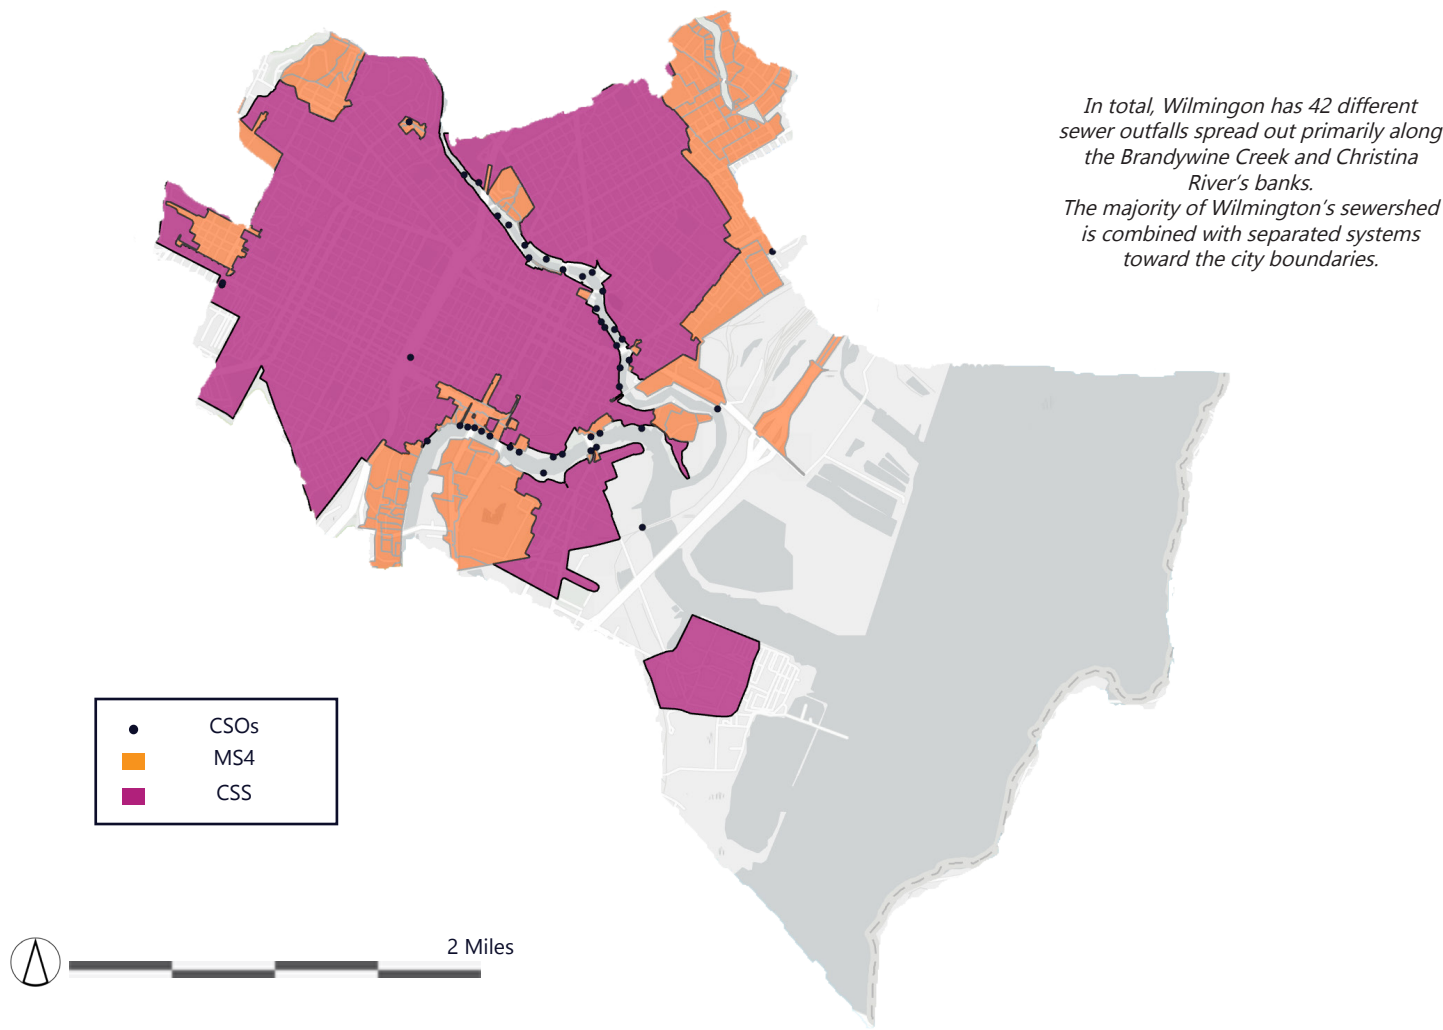 In total, Wilmingon has 42 different
sewer outfalls spread out primarily along
the Brandywine Creek and Christina
River's banks.
The majority of Wilmington's sewershed
is combined with separated systems
toward the city boundaries.
CSOs
MS4
CSS
2 Miles